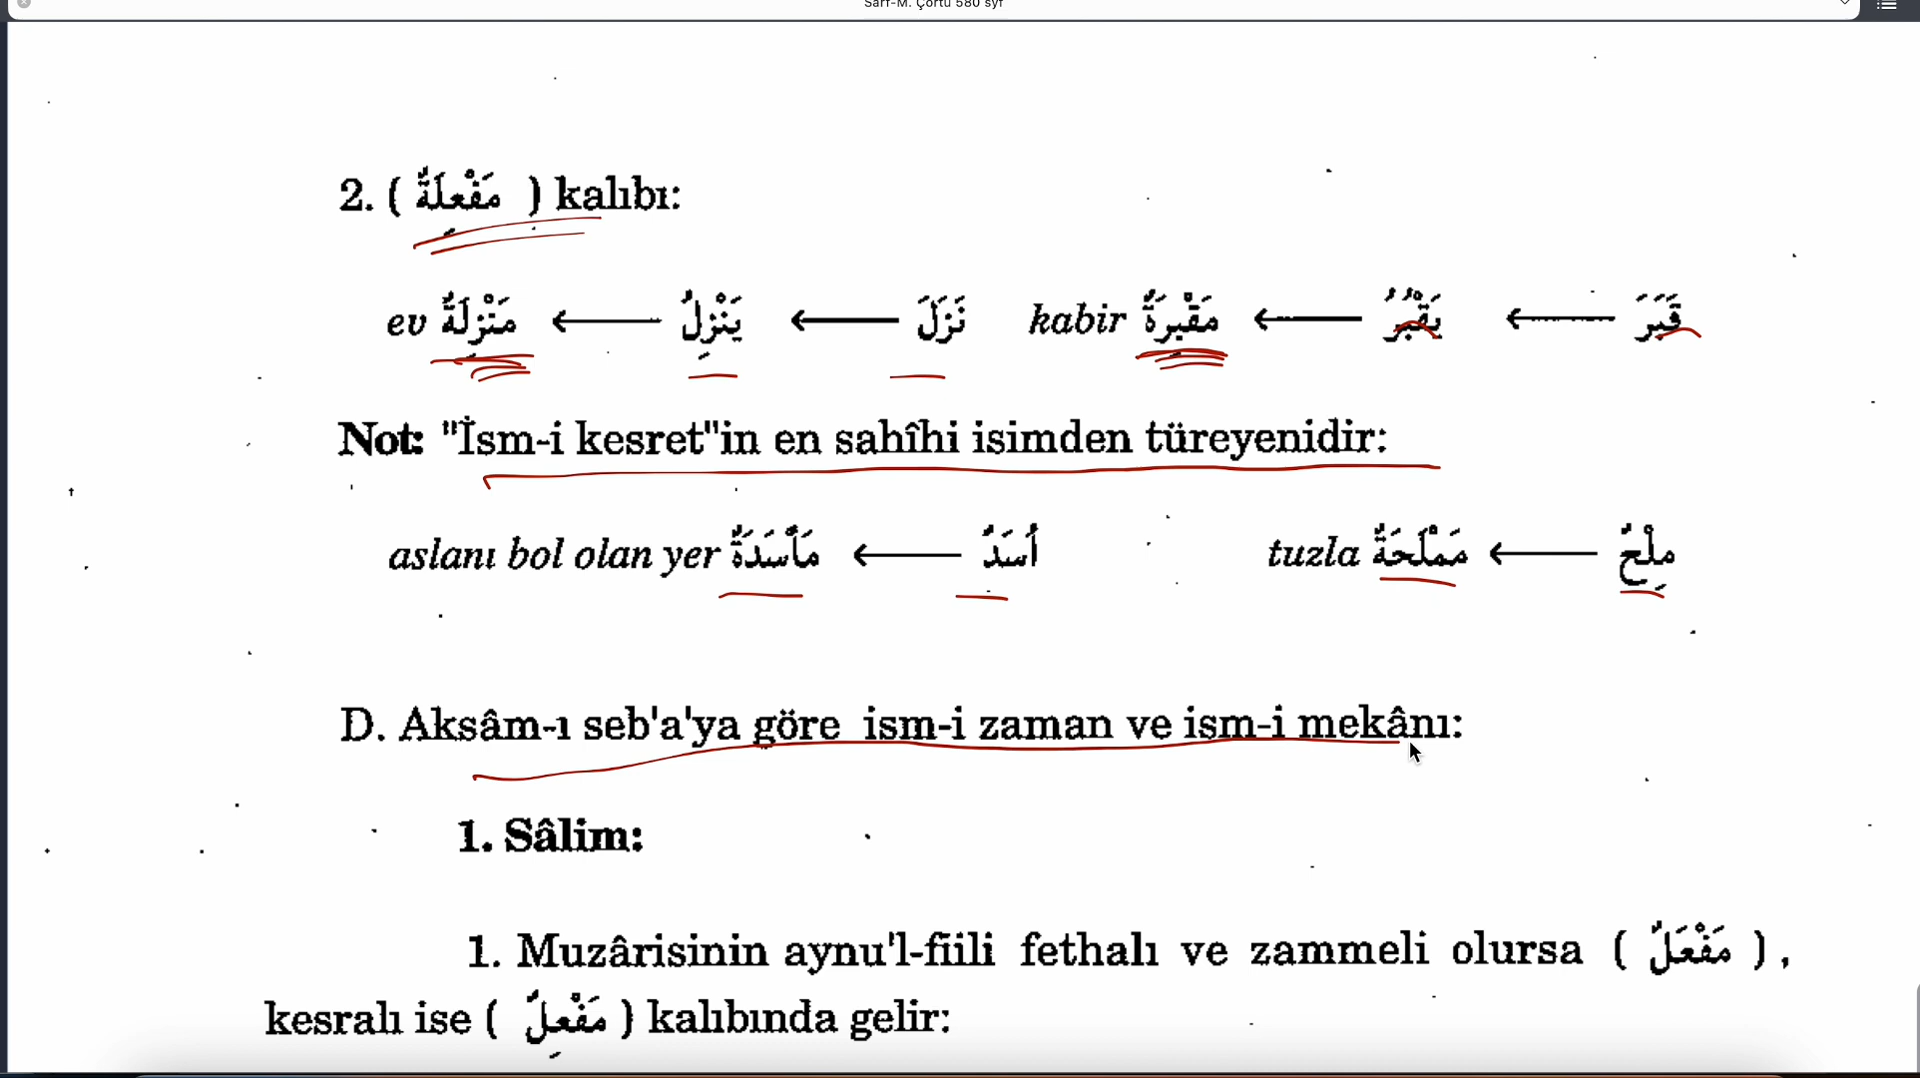 Sarf-M. Çörtü 580 syf
2. ( مَفْعِلَةٌ ) kalıbı:
قَبَرَ ← يَقْبُرُ ← مَقْبِرَةٌ kabir نَزَلَ ← يَنْزِلُ ← مَنْزِلَةٌ ev
Not: "İsm-i kesret"in en sahîhi isimden türeyenidir:
مِلْحٌ ← مَمْلَحَةٌ tuzla أَسَدٌ ← مَأْسَدَةٌ aslanı bol olan yer
D. Aksâm-ı seb'a'ya göre ism-i zaman ve ism-i mekânı:
1. Sâlim:
1. Muzârisinin aynu'l-fiili fethalı ve zammeli olursa ( مَفْعَلٌ ),
kesralı ise ( مَفْعِلٌ ) kalıbında gelir: